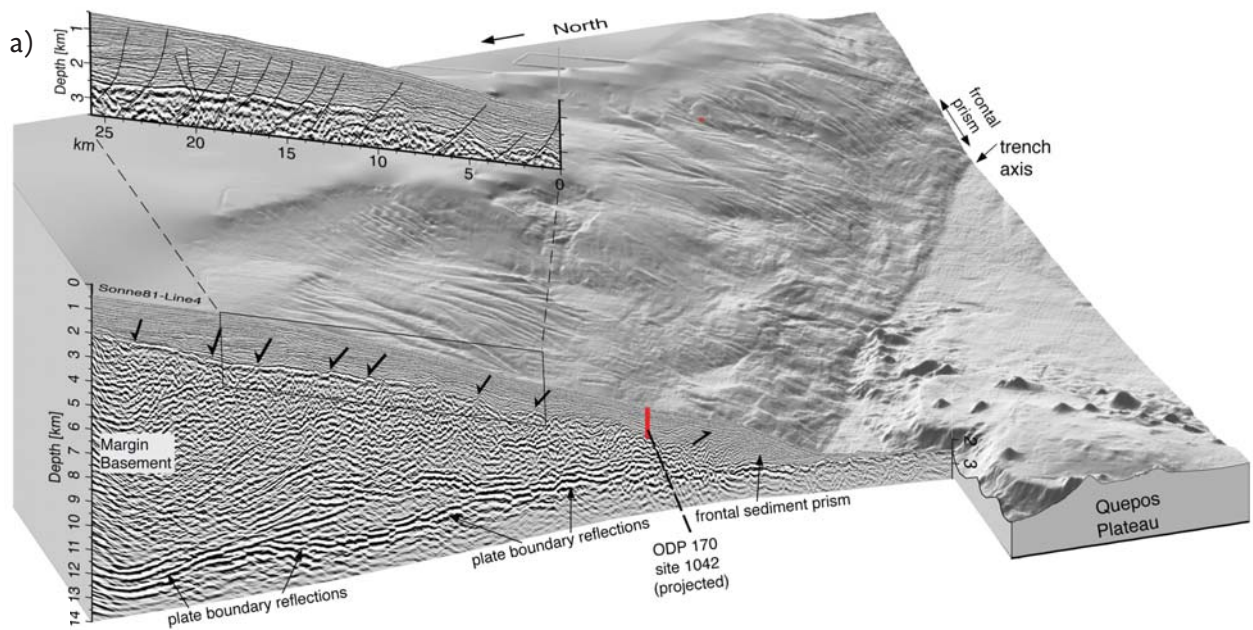 a)
North
Depth [km]
1
2
3
25
20
15
10
5
0
km
frontal
prism
trench
axis
Sonne81-Line4
0
1
2
3
4
5
6
7
8
9
10
11
12
13
14
Depth [km]
Margin
Basement
2
3
Quepos
Plateau
frontal sediment prism
plate boundary reflections
plate boundary reflections
ODP 170
site 1042
(projected)